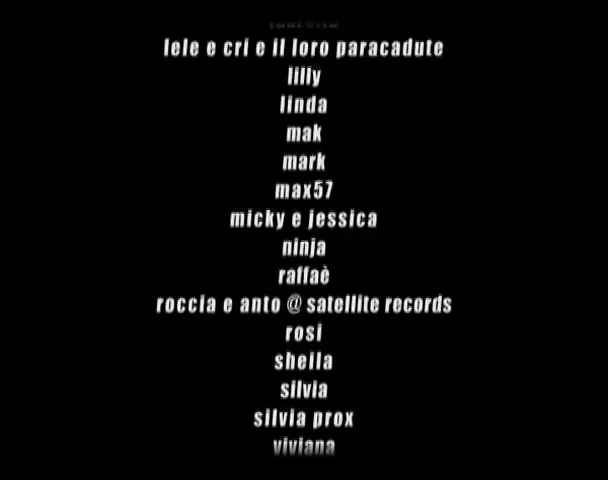 lele e cri e il loro paracadute
lilly
linda
mak
mark
max57
micky e jessica
ninja
raffaè
roccia e anto @ satellite records
rosi
sheila
silvia
silvia prox
viviana